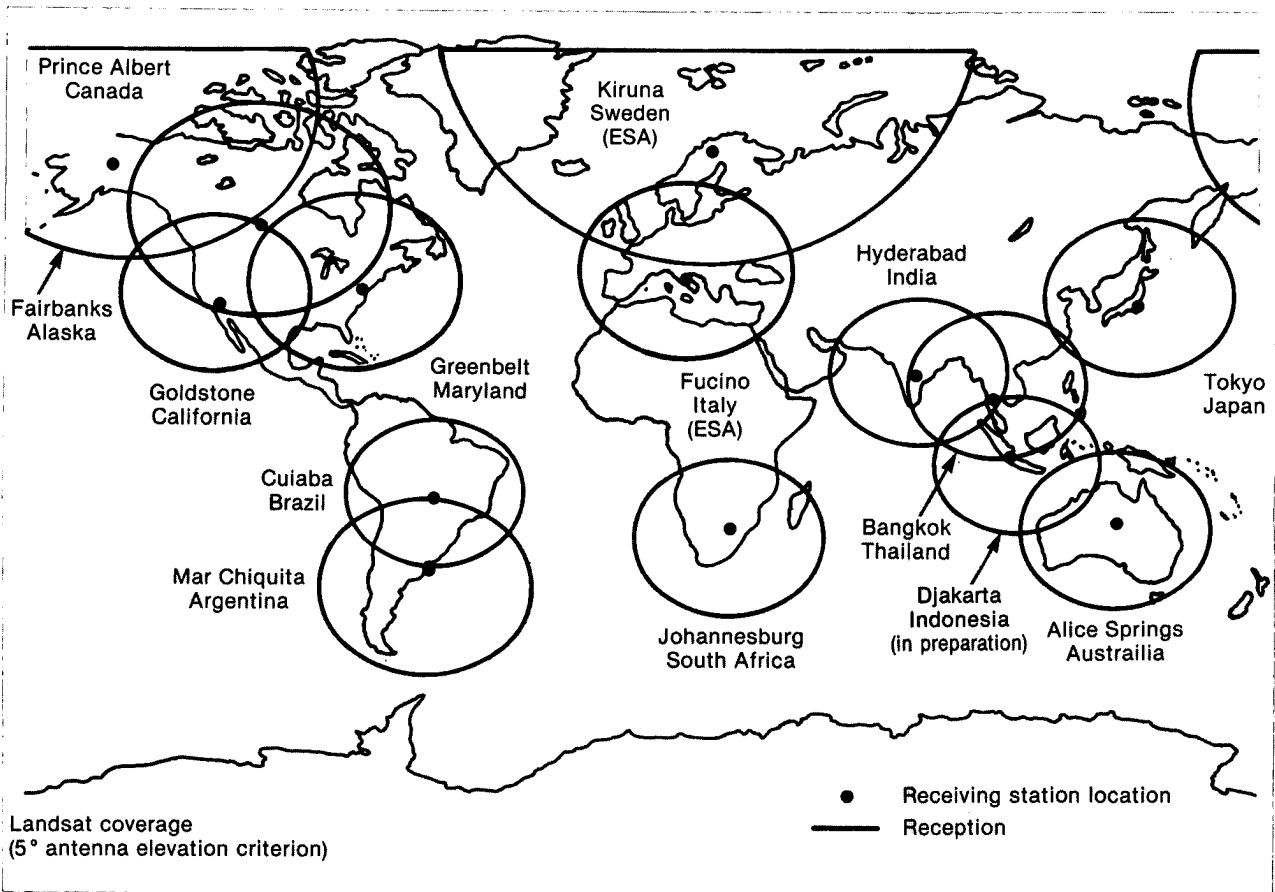 Prince Albert
Canada
Kiruna
Sweden
(ESA)
Fairbanks
Alaska
Goldstone
California
Greenbelt
Maryland
Hyderabad
India
Fucino
Italy
(ESA)
Tokyo
Japan
Cuiaba
Brazil
Mar Chiquita
Argentina
Johannesburg
South Africa
Bangkok
Thailand
Djakarta
Indonesia
(in preparation)
Alice Springs
Austrailia
Receiving station location
Reception
Landsat coverage
(5° antenna elevation criterion)